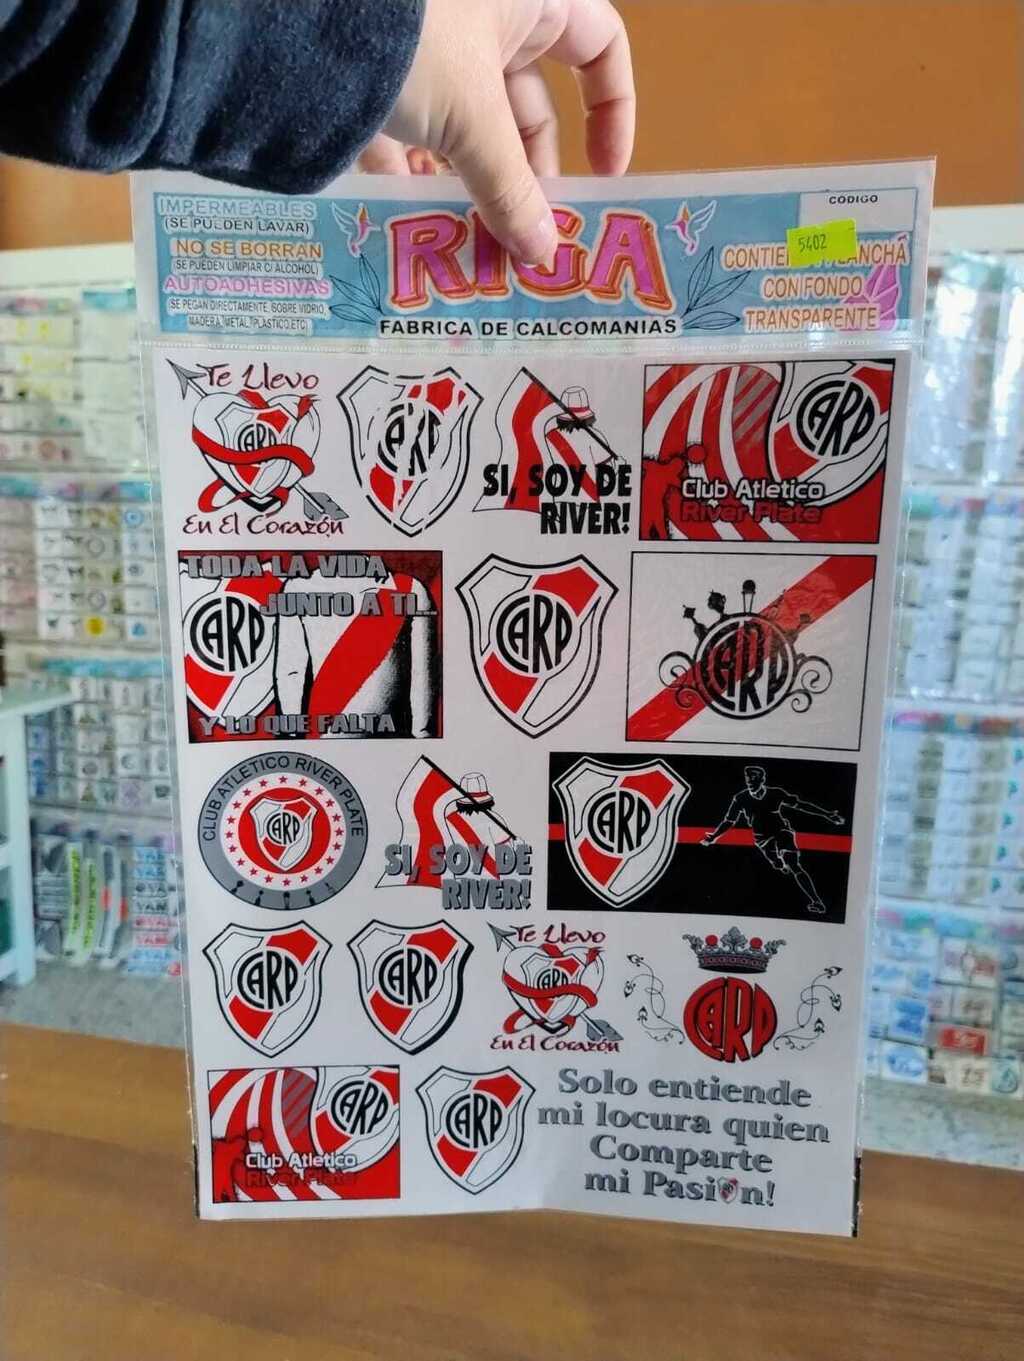 IMPERMEABLES
(SE PUEDEN LAVAR)
NO SE BORRAN
(SE PUEDEN LIMPIAR C/ ALCOHOL)
AUTOADHESIVAS
(SE PEGAN DIRECTAMENTE, SOBRE VIDRIO,
MADERA, METAL, PLASTICO, ETC)
RIGA
FABRICA DE CALCOMANIAS
CÓDIGO
5402
PLANCHA
CON FONDO
TRANSPARENTE
Te Llevo
CARP
En El Corazón
CARP
SI, SOY DE
RIVER!
CARP
Club Atletico
River Plate
TODA LA VIDA
JUNTO A TI...
CARP
Y LO QUE FALTA
CARP
CARP
CLUB ATLETICO RIVER PLATE
CARP
SI, SOY DE
RIVER!
CARP
CARP
CARP
Te Llevo
CARP
En El Corazón
CARP
CARP
Club Atletico
River Plate
CARP
Solo entiende
mi locura quien
Comparte
mi Pasión!